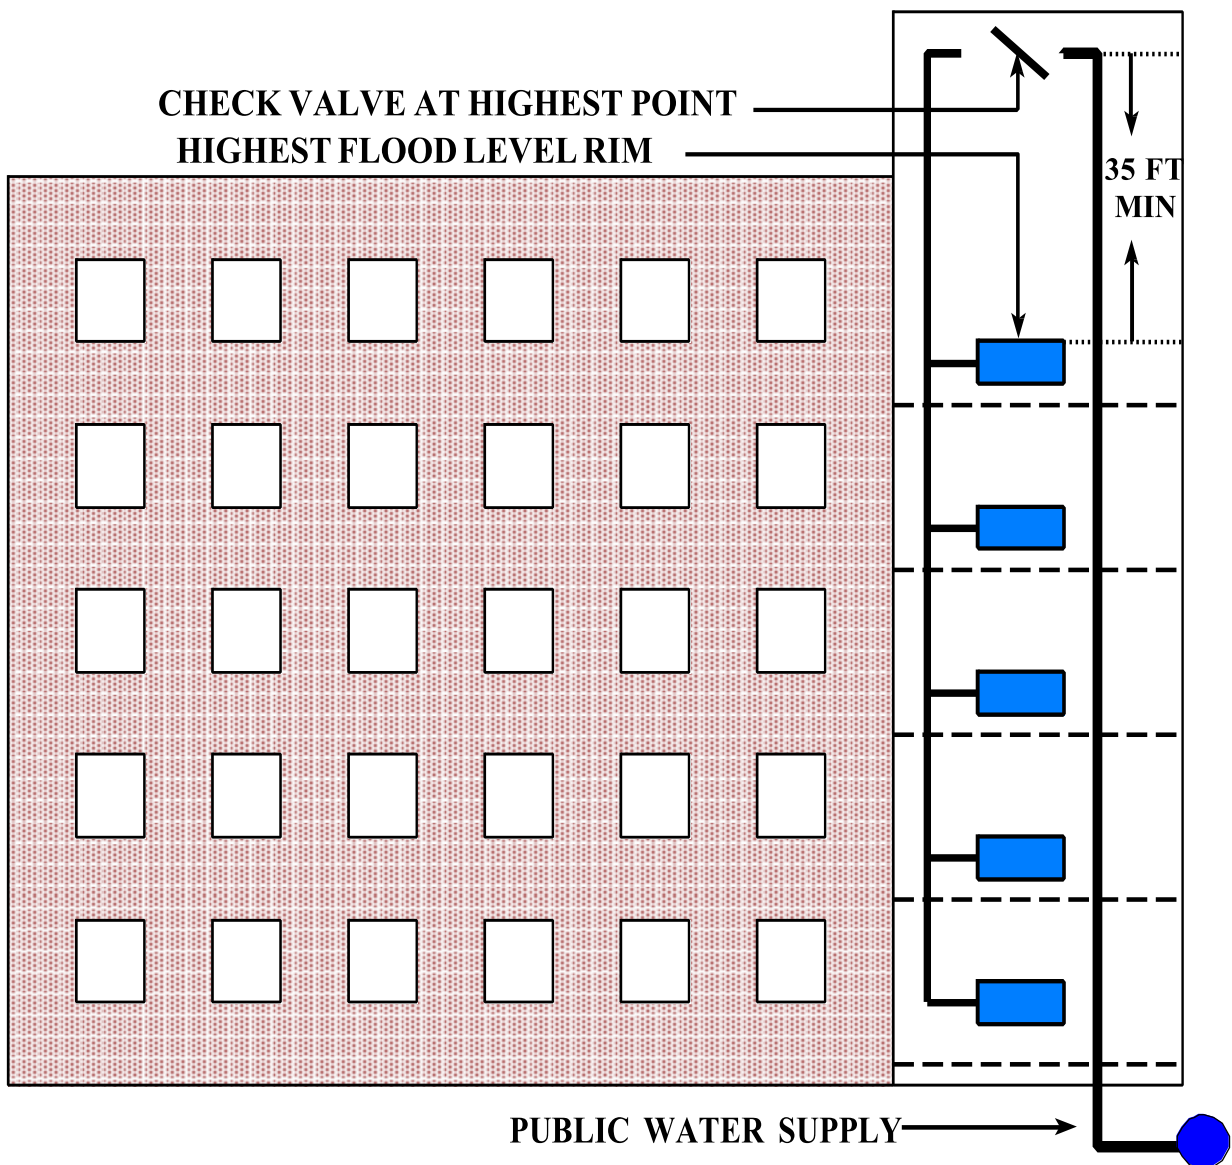 CHECK VALVE AT HIGHEST POINT
HIGHEST FLOOD LEVEL RIM
35 FT
MIN
PUBLIC WATER SUPPLY